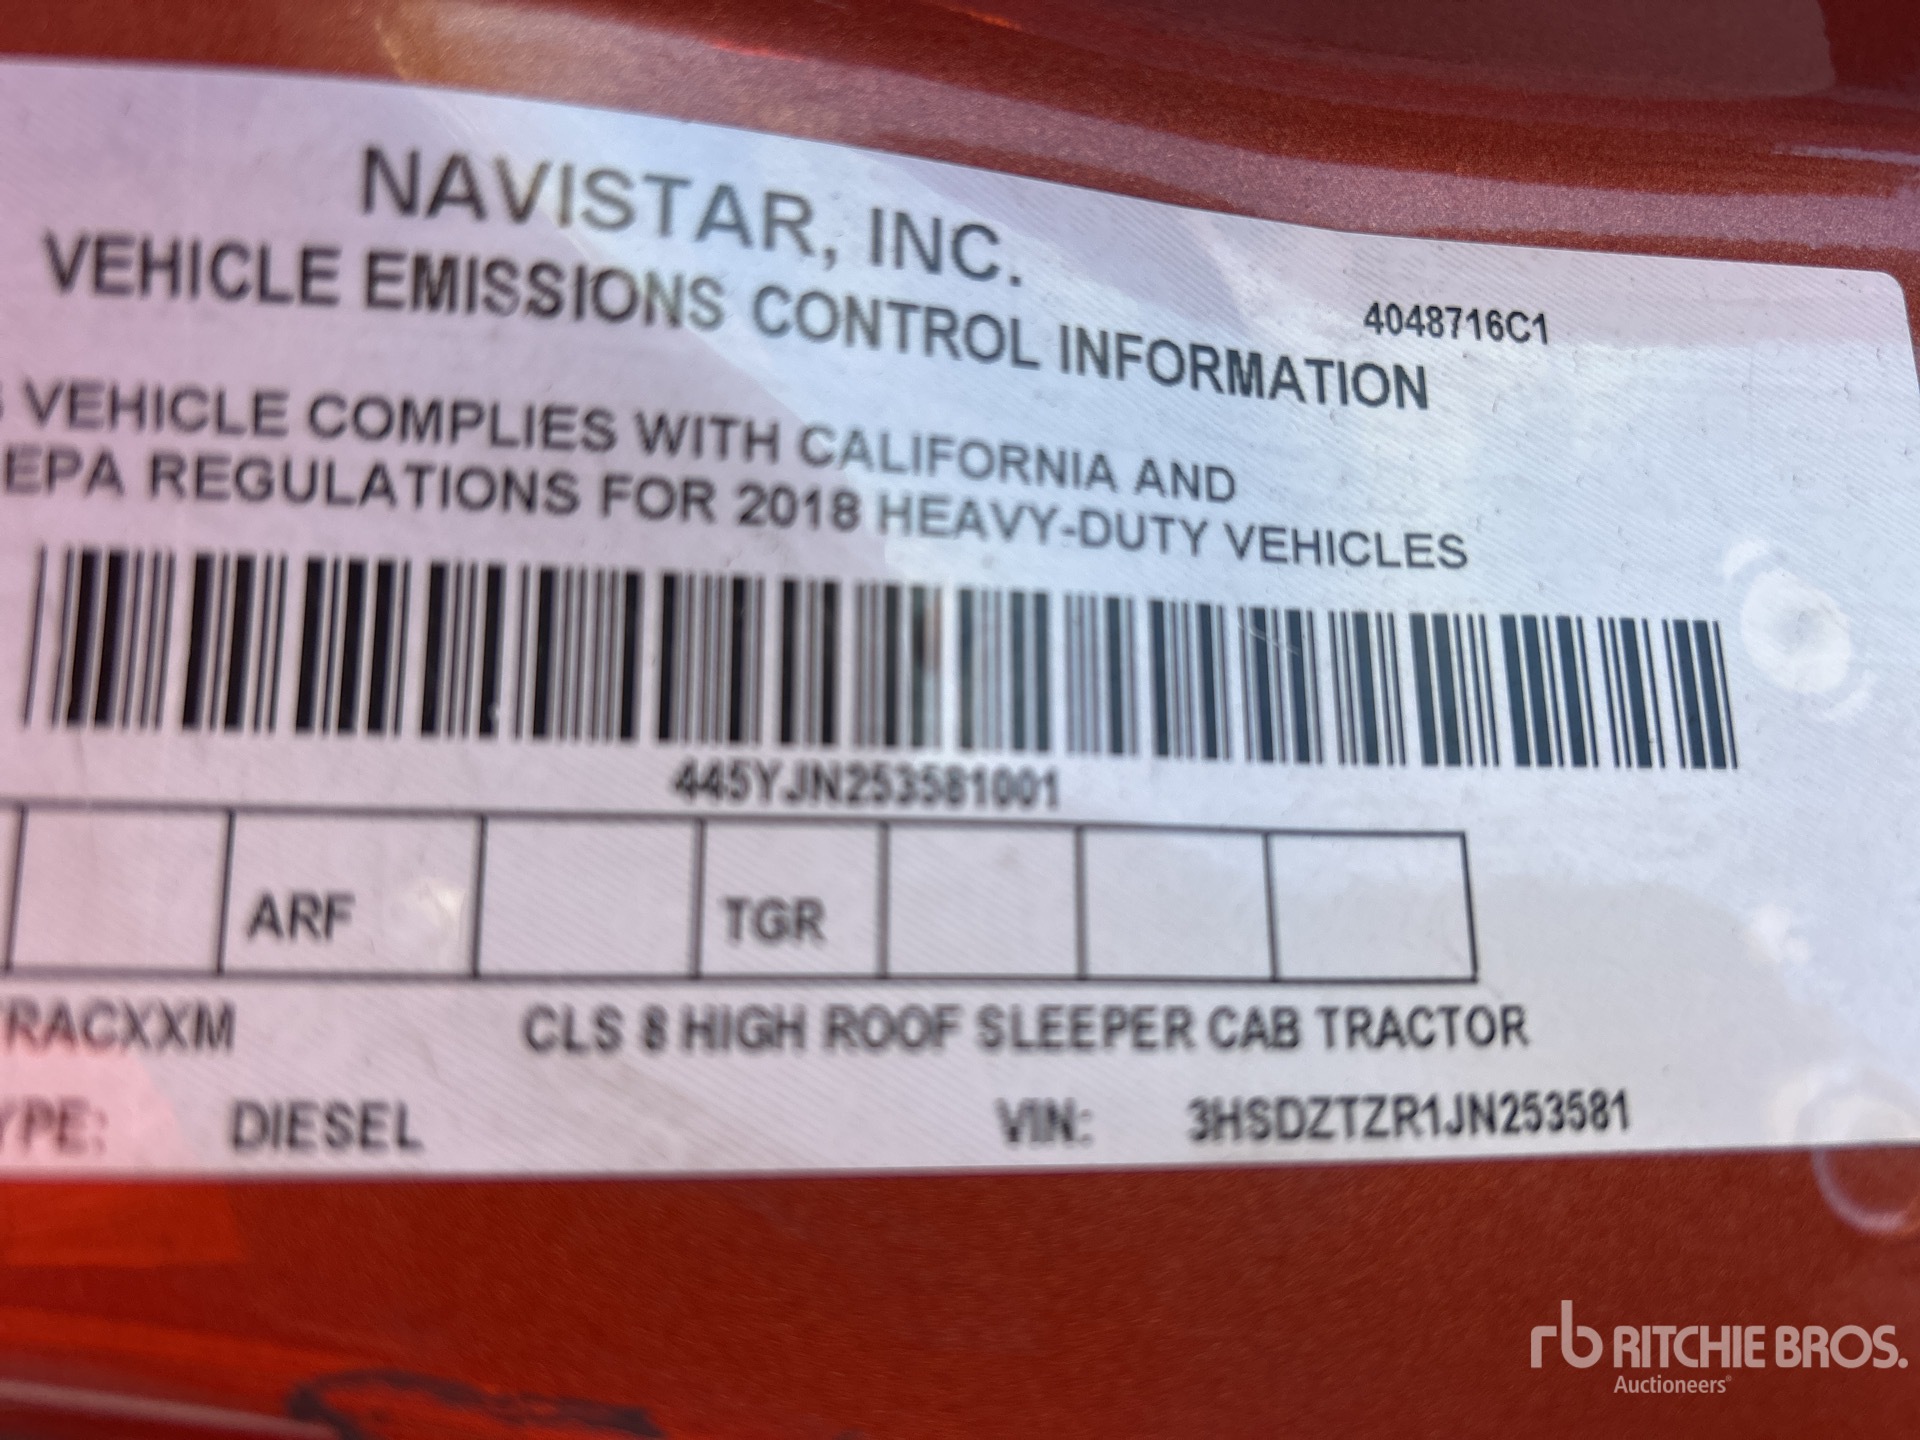 NAVISTAR, INC.
VEHICLE EMISSIONS CONTROL INFORMATION
4048716C1
VEHICLE COMPLIES WITH CALIFORNIA AND
EPA REGULATIONS FOR 2018 HEAVY-DUTY VEHICLES
445YJN253581001
ARF TGR
RACXXM CLS 8 HIGH ROOF SLEEPER CAB TRACTOR
YPE: DIESEL VIN: 3HSDZTZR1JN253581
rb RITCHIE BROS.
Auctioneers®